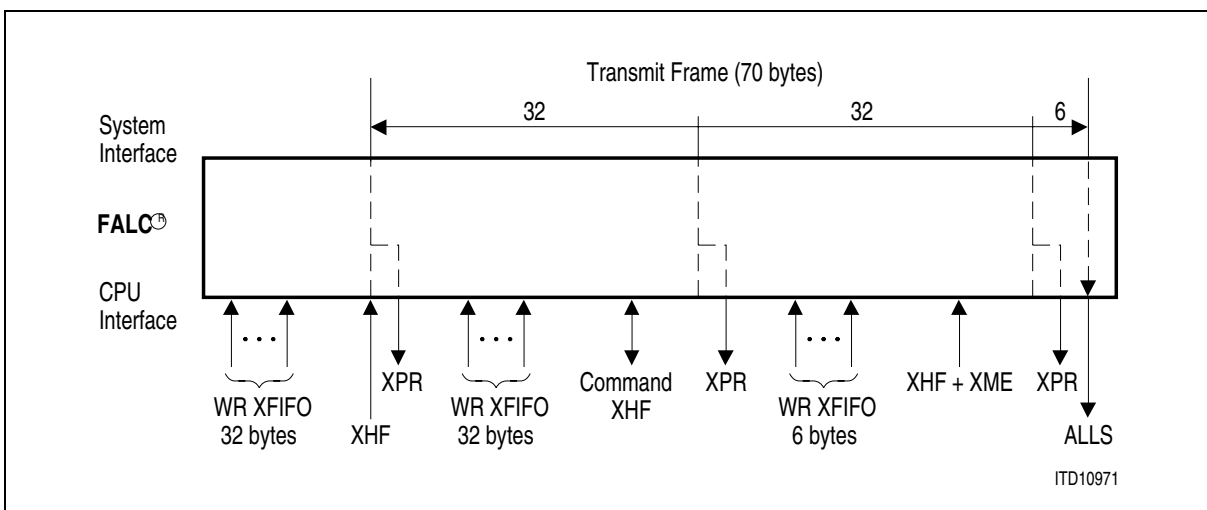 Transmit Frame (70 bytes)
32 32 6
System
Interface
FALC®
CPU
Interface
XPR Command XPR XHF + XME XPR
WR XFIFO WR XFIFO XHF WR XFIFO
32 bytes XHF 32 bytes 6 bytes ALLS
ITD10971